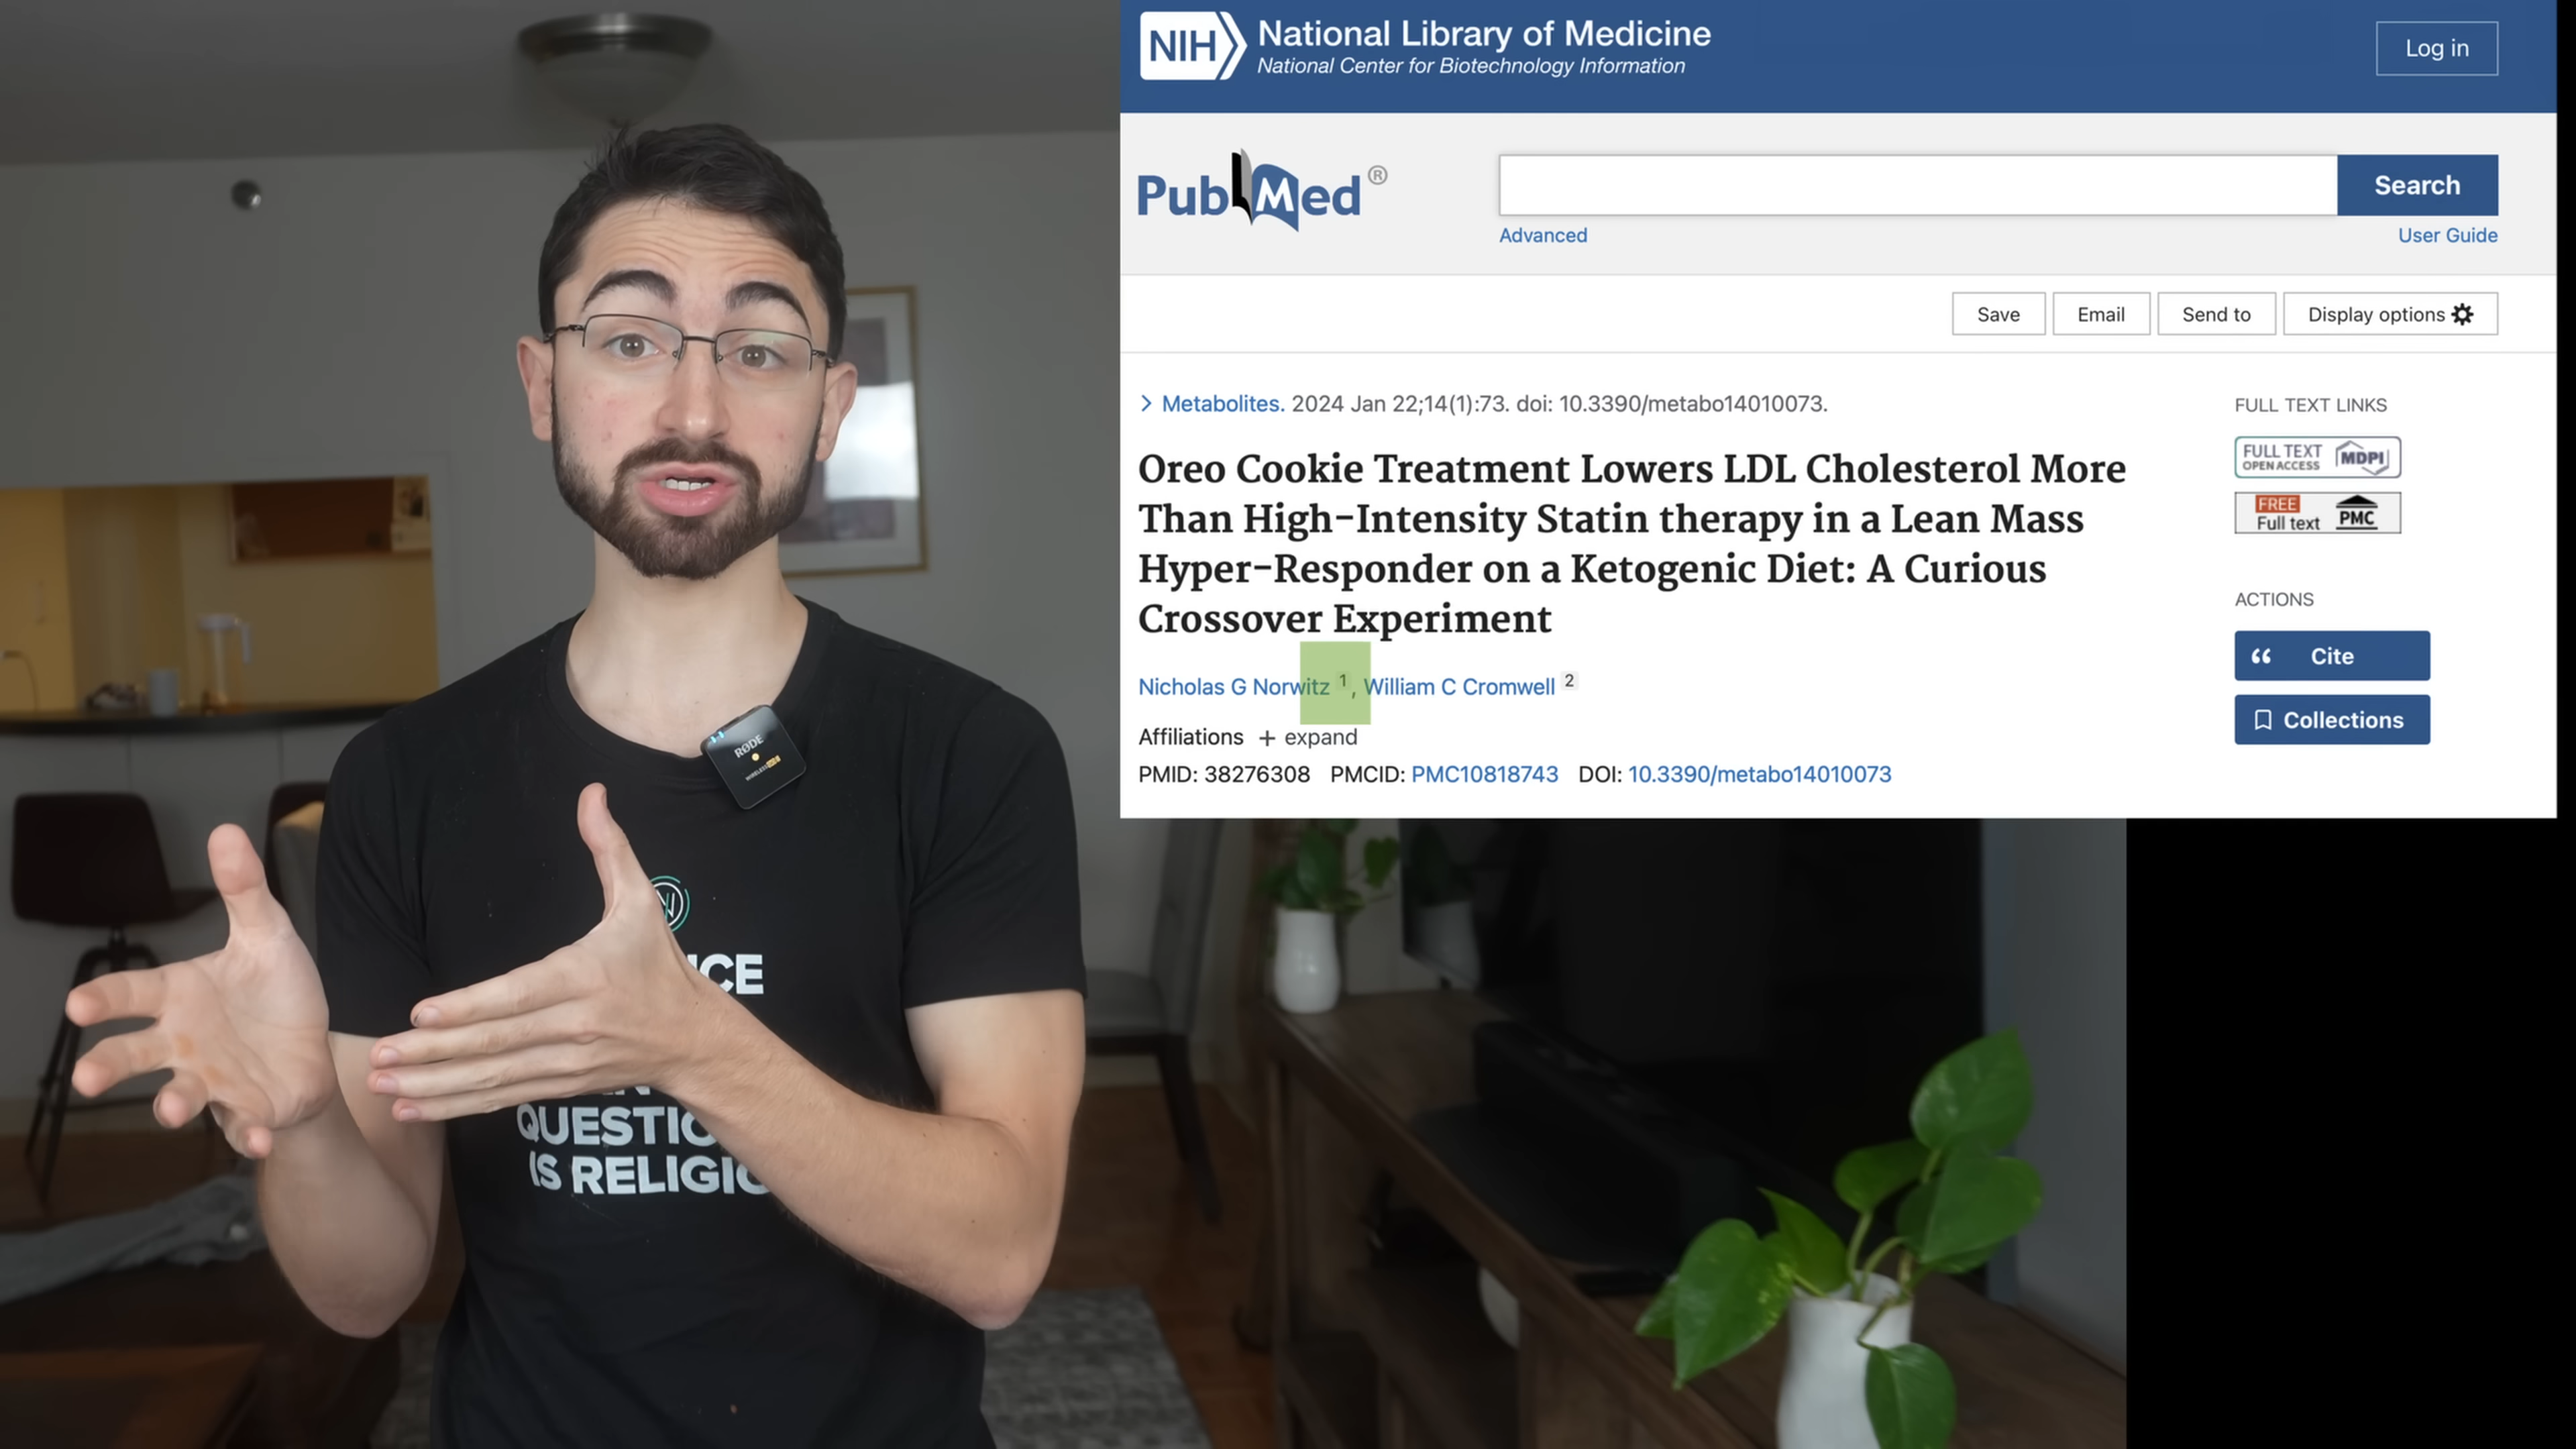 NIH
National Library of Medicine
National Center for Biotechnology Information
Log in
PubMed®
Search
Advanced
User Guide
Save
Email
Send to
Display options
Metabolites. 2024 Jan 22;14(1):73. doi: 10.3390/metabo14010073.
Oreo Cookie Treatment Lowers LDL Cholesterol More
Than High-Intensity Statin therapy in a Lean Mass
Hyper-Responder on a Ketogenic Diet: A Curious
Crossover Experiment
Nicholas G Norwitz 1, William C Cromwell 2
Affiliations + expand
PMID: 38276308 PMCID: PMC10818743 DOI: 10.3390/metabo14010073
FULL TEXT LINKS
FULL TEXT
OPEN ACCESS
MDPI
FREE
Full text
PMC
ACTIONS
Cite
Collections
RØDE
QUESTIO
IS RELIGIO